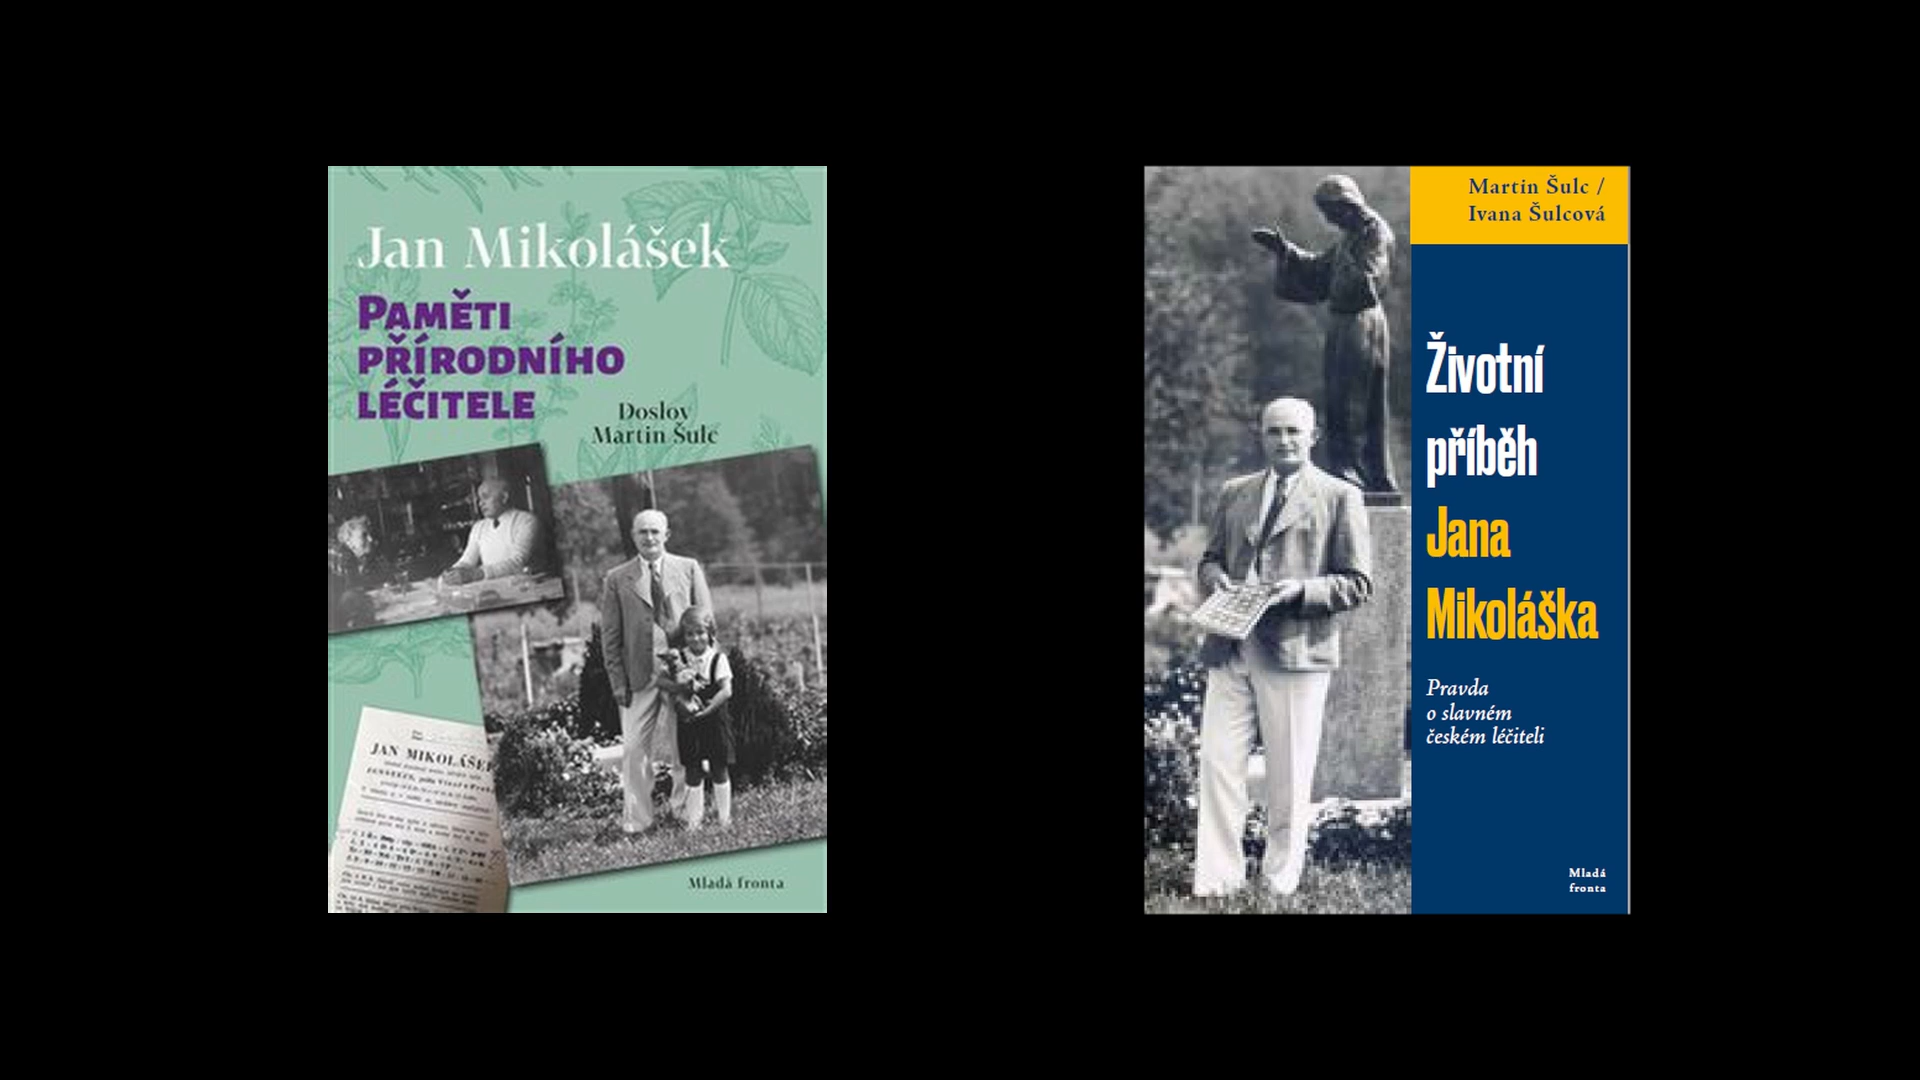 Jan Mikolášek
Paměti
přírodního
léčitele
Doslov
Martin Šulc
JAN MIKOLÁŠEK
Mladá fronta
Martin Šulc /
Ivana Šulcová
Životní
příběh
Jana
Mikoláška
Pravda
o slavném
českém léčiteli
Mladá
fronta